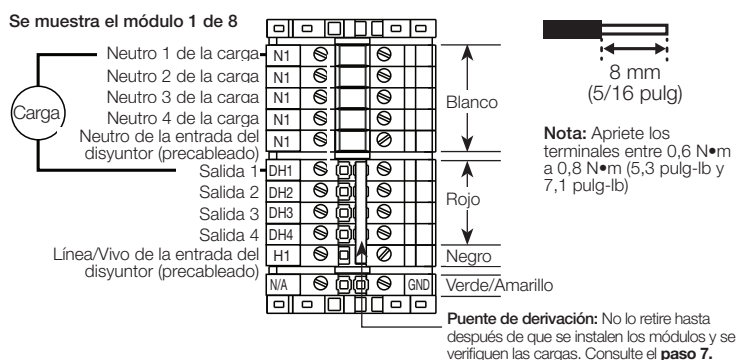 Se muestra el módulo 1 de 8
Neutro 1 de la carga
Neutro 2 de la carga
Neutro 3 de la carga
Neutro 4 de la carga
Neutro de la entrada del
disyuntor (precableado)
Carga
Salida 1
Salida 2
Salida 3
Salida 4
Línea/Vivo de la entrada del
disyuntor (precableado)
N1
N1
N1
N1
N1
DH1
DH2
DH3
DH4
H1
N/A
GND
Blanco
Rojo
Negro
Verde/Amarillo
8 mm
(5/16 pulg)
Nota: Apriete los
terminales entre 0,6 N•m
a 0,8 N•m (5,3 pulg-lb y
7,1 pulg-lb)
Puente de derivación: No lo retire hasta
después de que se instalen los módulos y se
verifiquen las cargas. Consulte el paso 7.